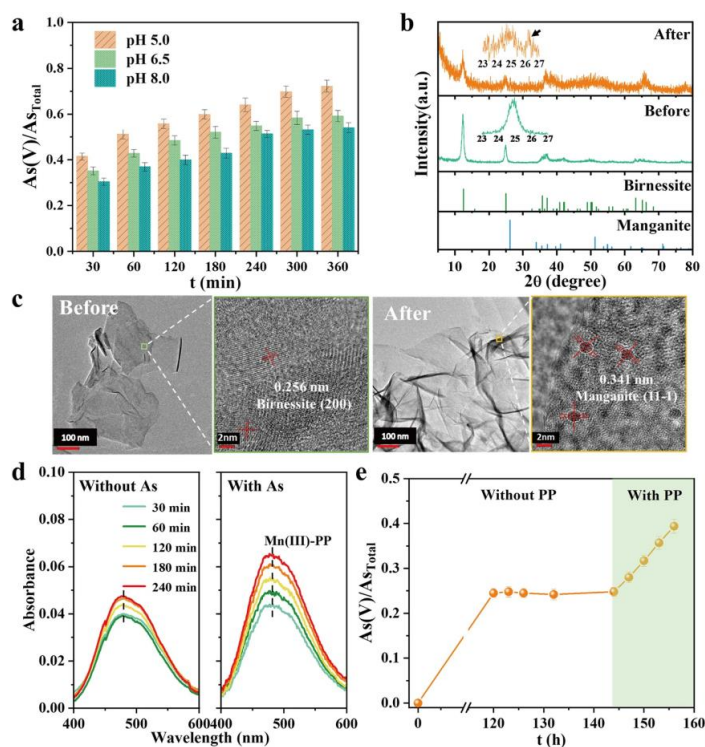 a
pH 5.0
pH 6.5
pH 8.0
As(V)/AsTotal
1.0
0.8
0.6
0.4
0.2
0.0
30 60 120 180 240 300 360
t (min)
b
After
23 24 25 26 27
Before
23 24 25 26 27
Birnessite
Manganite
Intensity(a.u.)
10 20 30 40 50 60 70 80
2θ (degree)
c
Before
100 nm
0.256 nm
Birnessite (200)
2nm
After
100 nm
0.341 nm
Manganite (11-1)
2nm
d
Without As
30 min
60 min
120 min
180 min
240 min
With As
Mn(III)-PP
Absorbance
0.10
0.08
0.06
0.04
0.02
0.00
400 500 600 400 500 600
Wavelength (nm)
e
Without PP
With PP
As(V)/AsTotal
0.5
0.4
0.3
0.2
0.1
0.0
0 120 130 140 150 160
t (h)